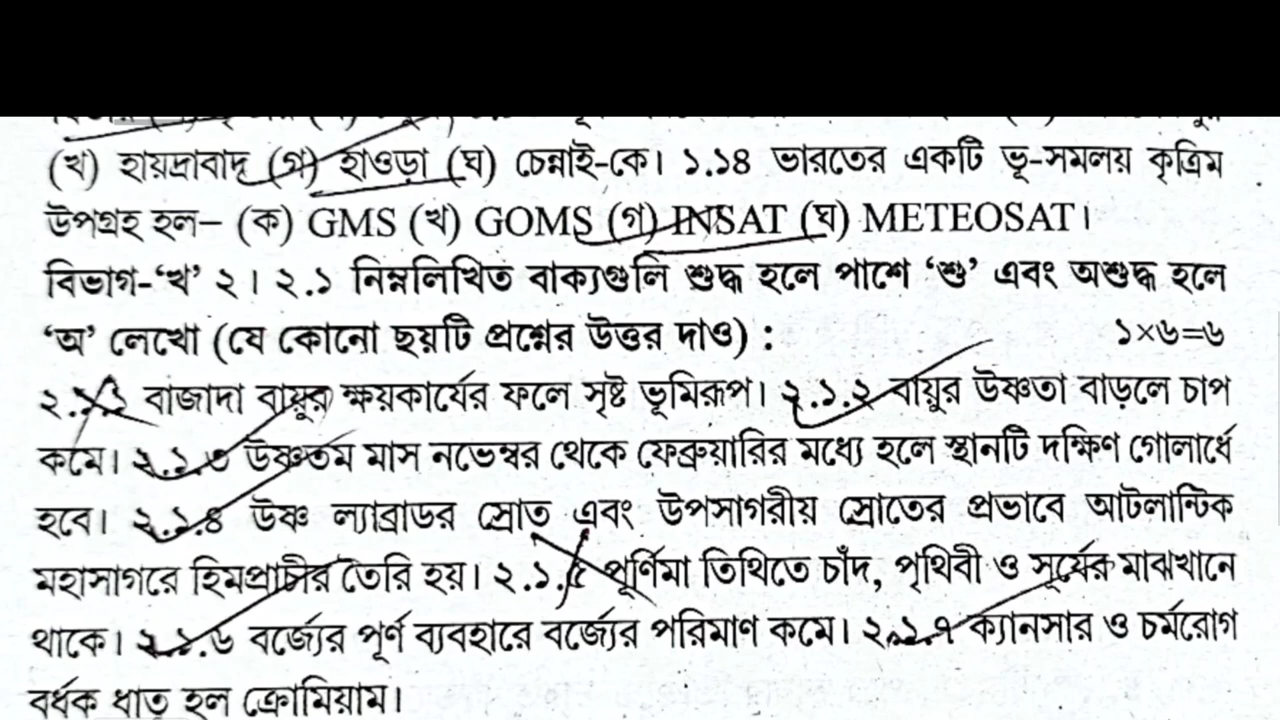 (খ) হায়দ্রাবাদ (গ) হাওড়া (ঘ) চেন্নাই-কে। ১.১৪ ভারতের একটি ভূ-সমলয় কৃত্রিম
উপগ্রহ হল– (ক) GMS (খ) GOMS (গ) INSAT (ঘ) METEOSAT।
বিভাগ-‘খ’ ২। ২.১ নিম্নলিখিত বাক্যগুলি শুদ্ধ হলে পাশে ‘শু’ এবং অশুদ্ধ হলে
‘অ’ লেখো (যে কোনো ছয়টি প্রশ্নের উত্তর দাও) : ১×৬=৬
২.১.১ বাজাদা বায়ুর ক্ষয়কার্যের ফলে সৃষ্ট ভূমিরূপ। ২.১.২ বায়ুর উষ্ণতা বাড়লে চাপ
কমে। ২.১.৩ উষ্ণতম মাস নভেম্বর থেকে ফেব্রুয়ারির মধ্যে হলে স্থানটি দক্ষিণ গোলার্ধে
হবে। ২.১.৪ উষ্ণ ল্যাব্রাডর স্রোত এবং উপসাগরীয় স্রোতের প্রভাবে আটলান্টিক
মহাসাগরে হিমপ্রাচীর তৈরি হয়। ২.১.৫ পূর্ণিমা তিথিতে চাঁদ, পৃথিবী ও সূর্যের মাঝখানে
থাকে। ২.১.৬ বর্জ্যের পূর্ণ ব্যবহারে বর্জ্যের পরিমাণ কমে। ২.১.৭ ক্যানসার ও চর্মরোগ
বর্ধক ধাতু হল ক্রোমিয়াম।